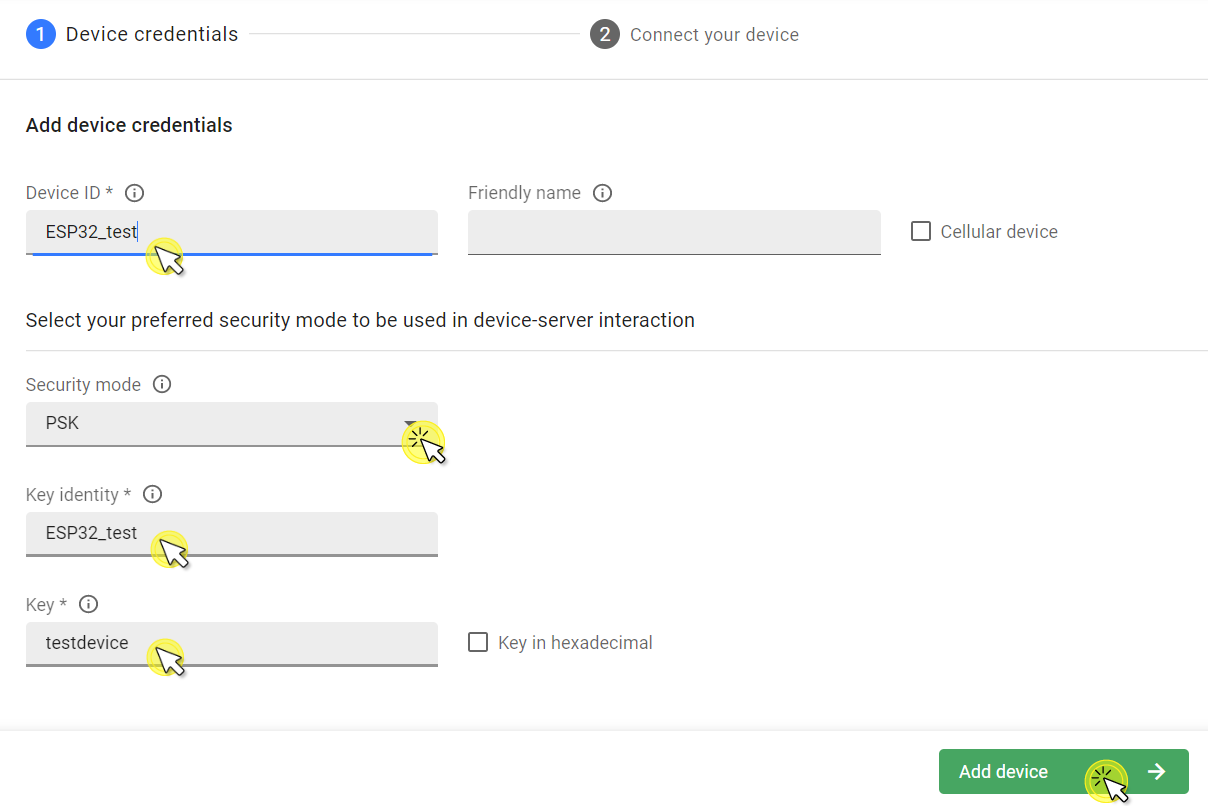 1 Device credentials 2 Connect your device
Add device credentials
Device ID * Friendly name
ESP32_test Cellular device
Select your preferred security mode to be used in device-server interaction
Security mode
PSK
Key identity *
ESP32_test
Key *
testdevice Key in hexadecimal
Add device